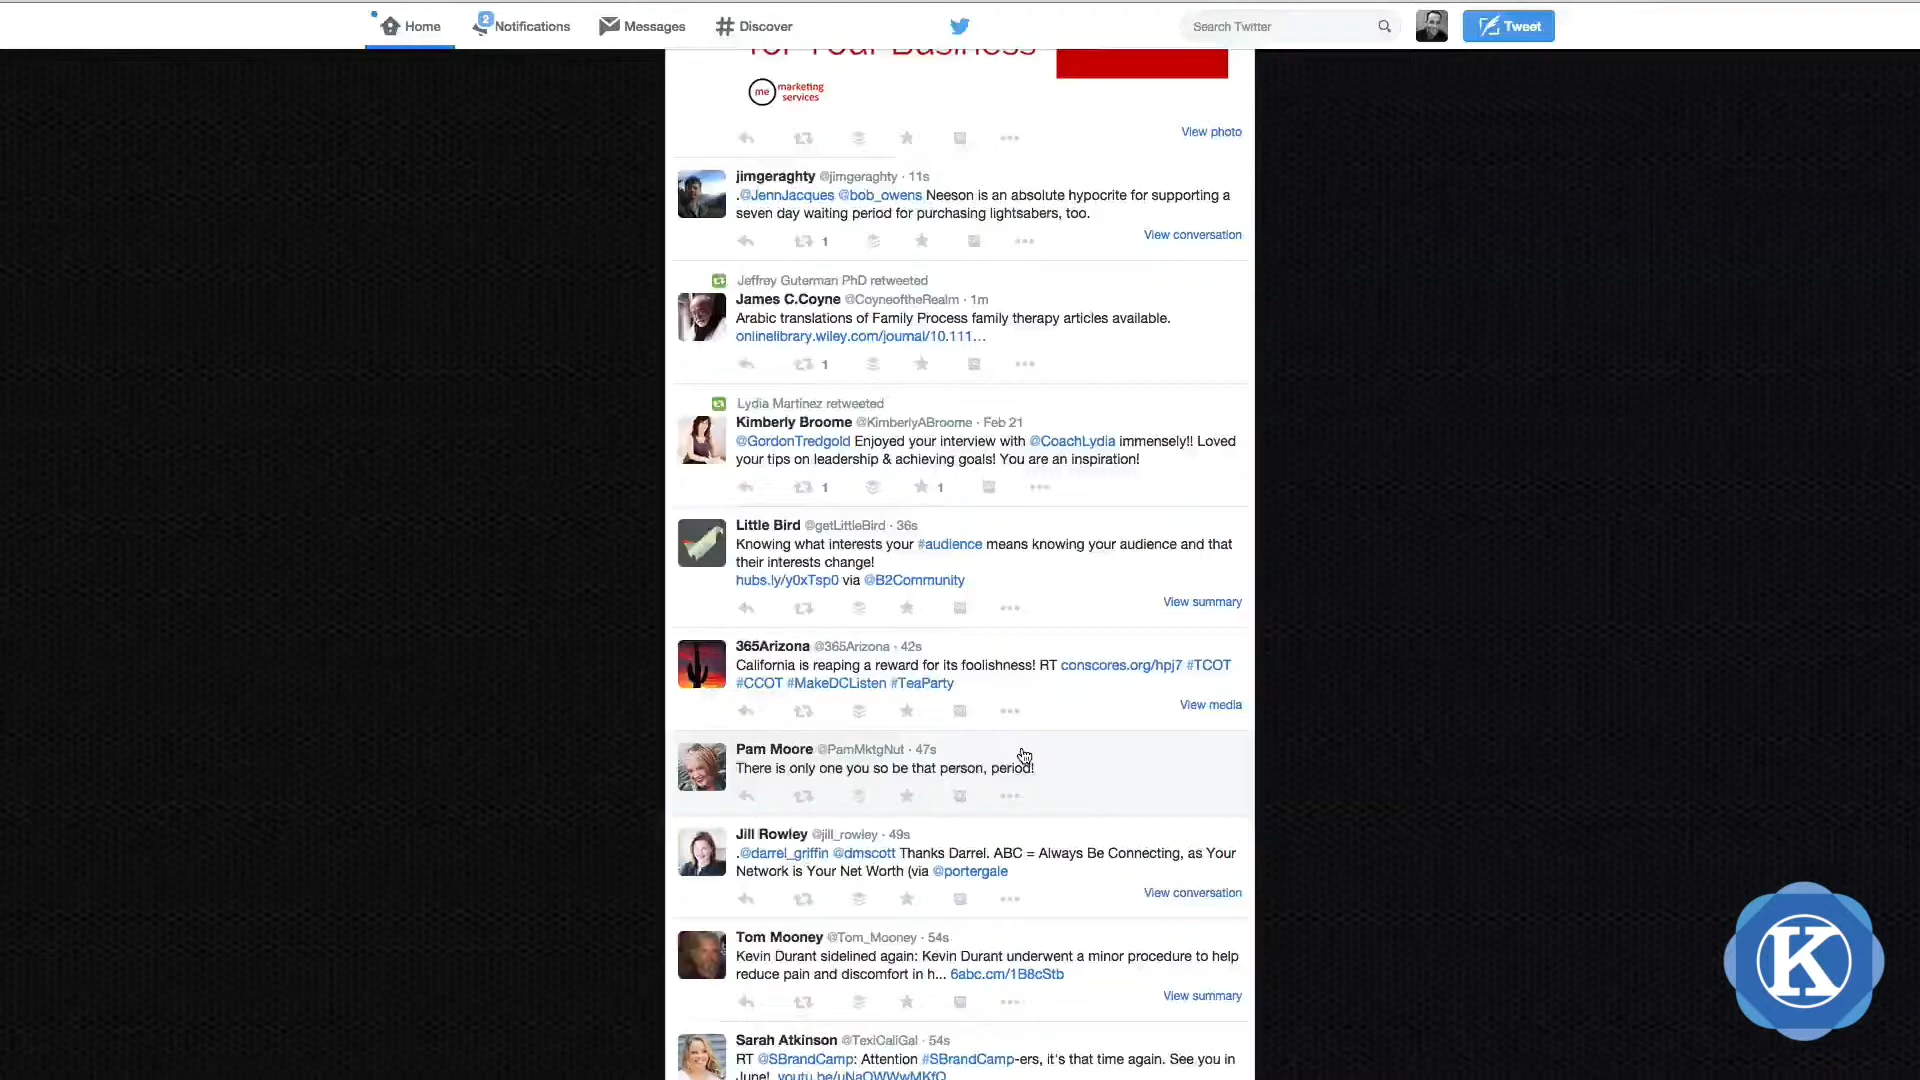 Home
2
Notifications
Messages
Discover
Search Twitter
Tweet
for Your Business
me marketing
services
View photo
jimgeraghty @jimgeraghty · 11s
.@JennJacques @bob_owens Neeson is an absolute hypocrite for supporting a
seven day waiting period for purchasing lightsabers, too.
1
View conversation
Jeffrey Guterman PhD retweeted
James C.Coyne @CoyneoftheRealm · 1m
Arabic translations of Family Process family therapy articles available.
onlinelibrary.wiley.com/journal/10.111…
1
Lydia Martinez retweeted
Kimberly Broome @KimberlyABroome · Feb 21
@GordonTredgold Enjoyed your interview with @CoachLydia immensely!! Loved
your tips on leadership & achieving goals! You are an inspiration!
1 1
Little Bird @getLittleBird · 36s
Knowing what interests your #audience means knowing your audience and that
their interests change!
hubs.ly/y0xTsp0 via @B2Community
View summary
365Arizona @365Arizona · 42s
California is reaping a reward for its foolishness! RT conscores.org/hpj7 #TCOT
#CCOT #MakeDCListen #TeaParty
View media
Pam Moore @PamMktgNut · 47s
There is only one you so be that person, period!
Jill Rowley @jill_rowley · 49s
.@darrel_griffin @dmscott Thanks Darrel. ABC = Always Be Connecting, as Your
Network is Your Net Worth (via @portergale
View conversation
Tom Mooney @Tom_Mooney · 54s
Kevin Durant sidelined again: Kevin Durant underwent a minor procedure to help
reduce pain and discomfort in h... 6abc.cm/1B8cStb
View summary
K
Sarah Atkinson @TexiCaliGal · 54s
RT @SBrandCamp: Attention #SBrandCamp-ers, it's that time again. See you in
June!